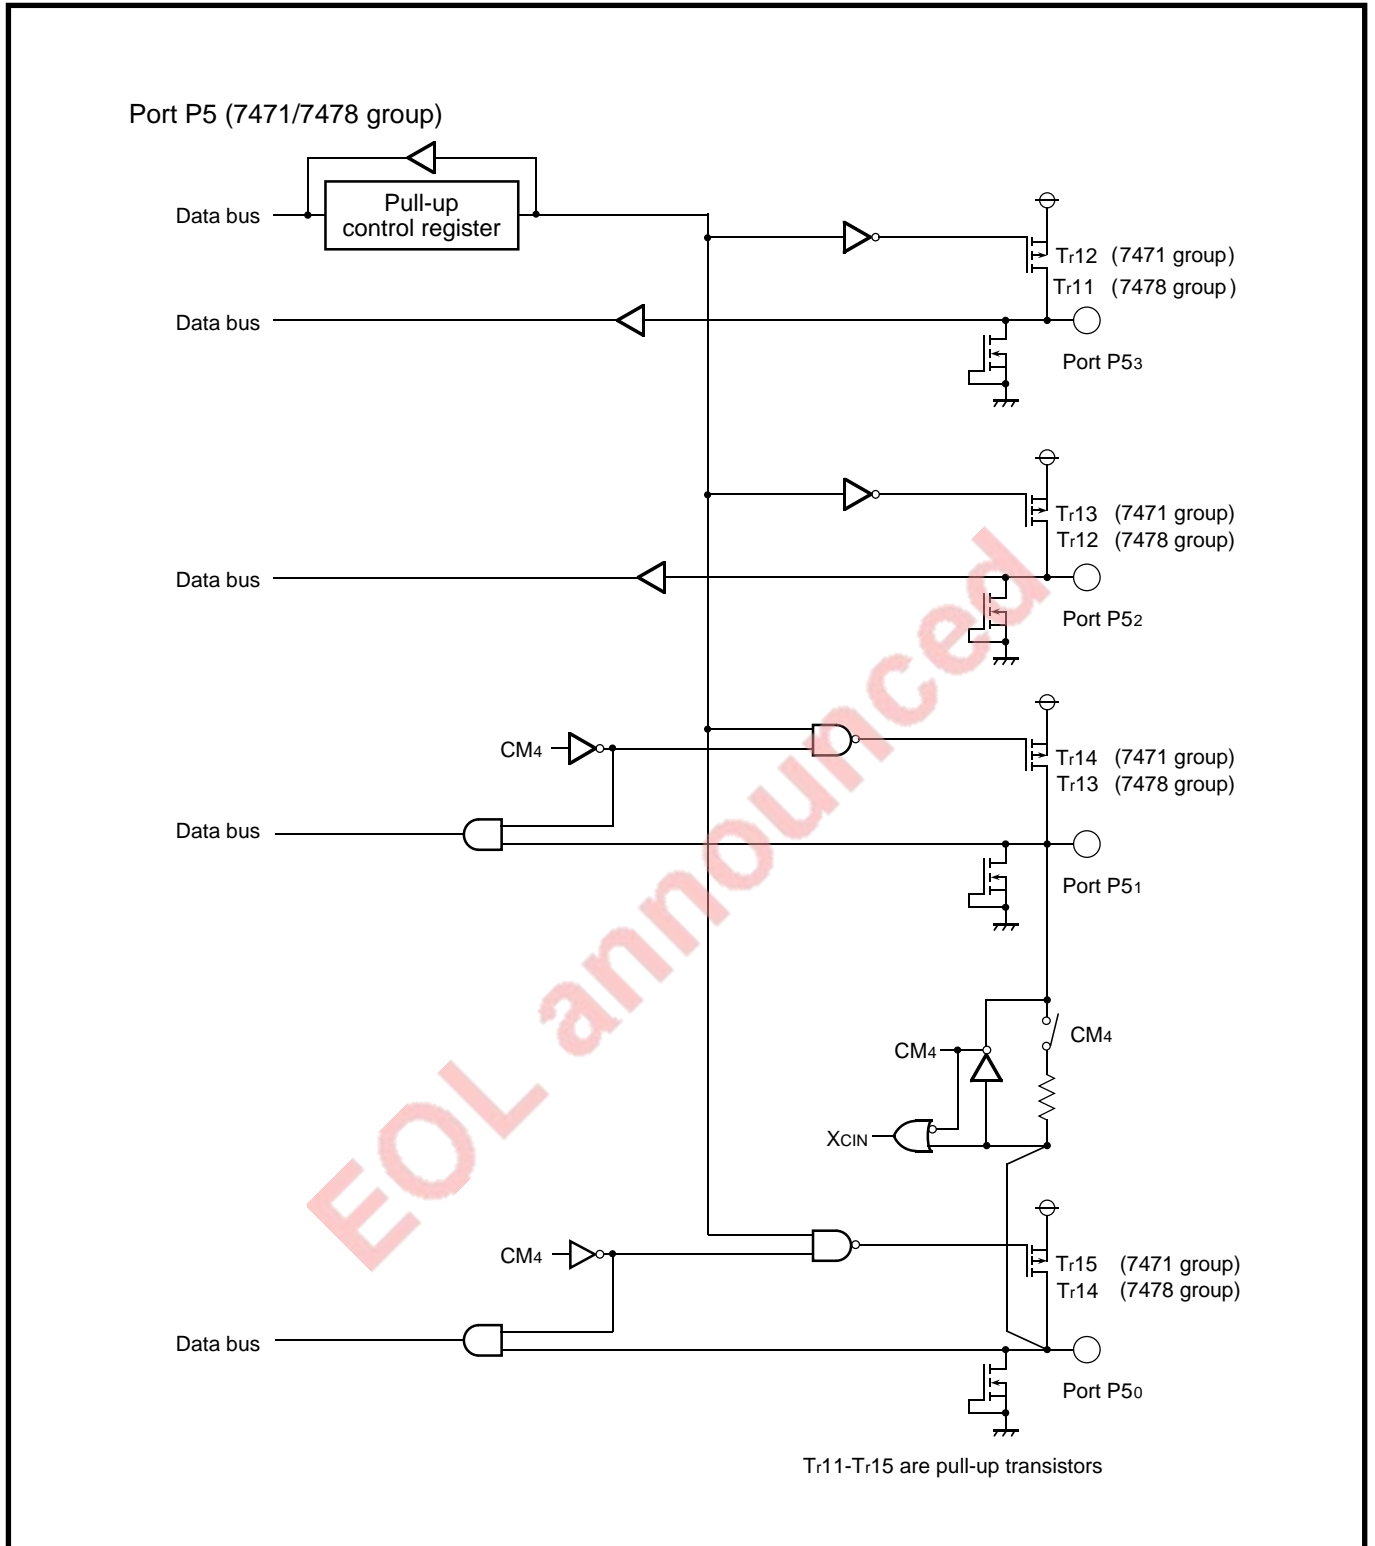 Port P5 (7471/7478 group)
Data bus
Pull-up
control register
Tr12 (7471 group)
Tr11 (7478 group)
Data bus
Port P53
Tr13 (7471 group)
Tr12 (7478 group)
Data bus
Port P52
CM4
Tr14 (7471 group)
Tr13 (7478 group)
Data bus
Port P51
CM4
CM4
XCIN
CM4
Tr15 (7471 group)
Tr14 (7478 group)
Data bus
Port P50
Tr11-Tr15 are pull-up transistors
EOL announced